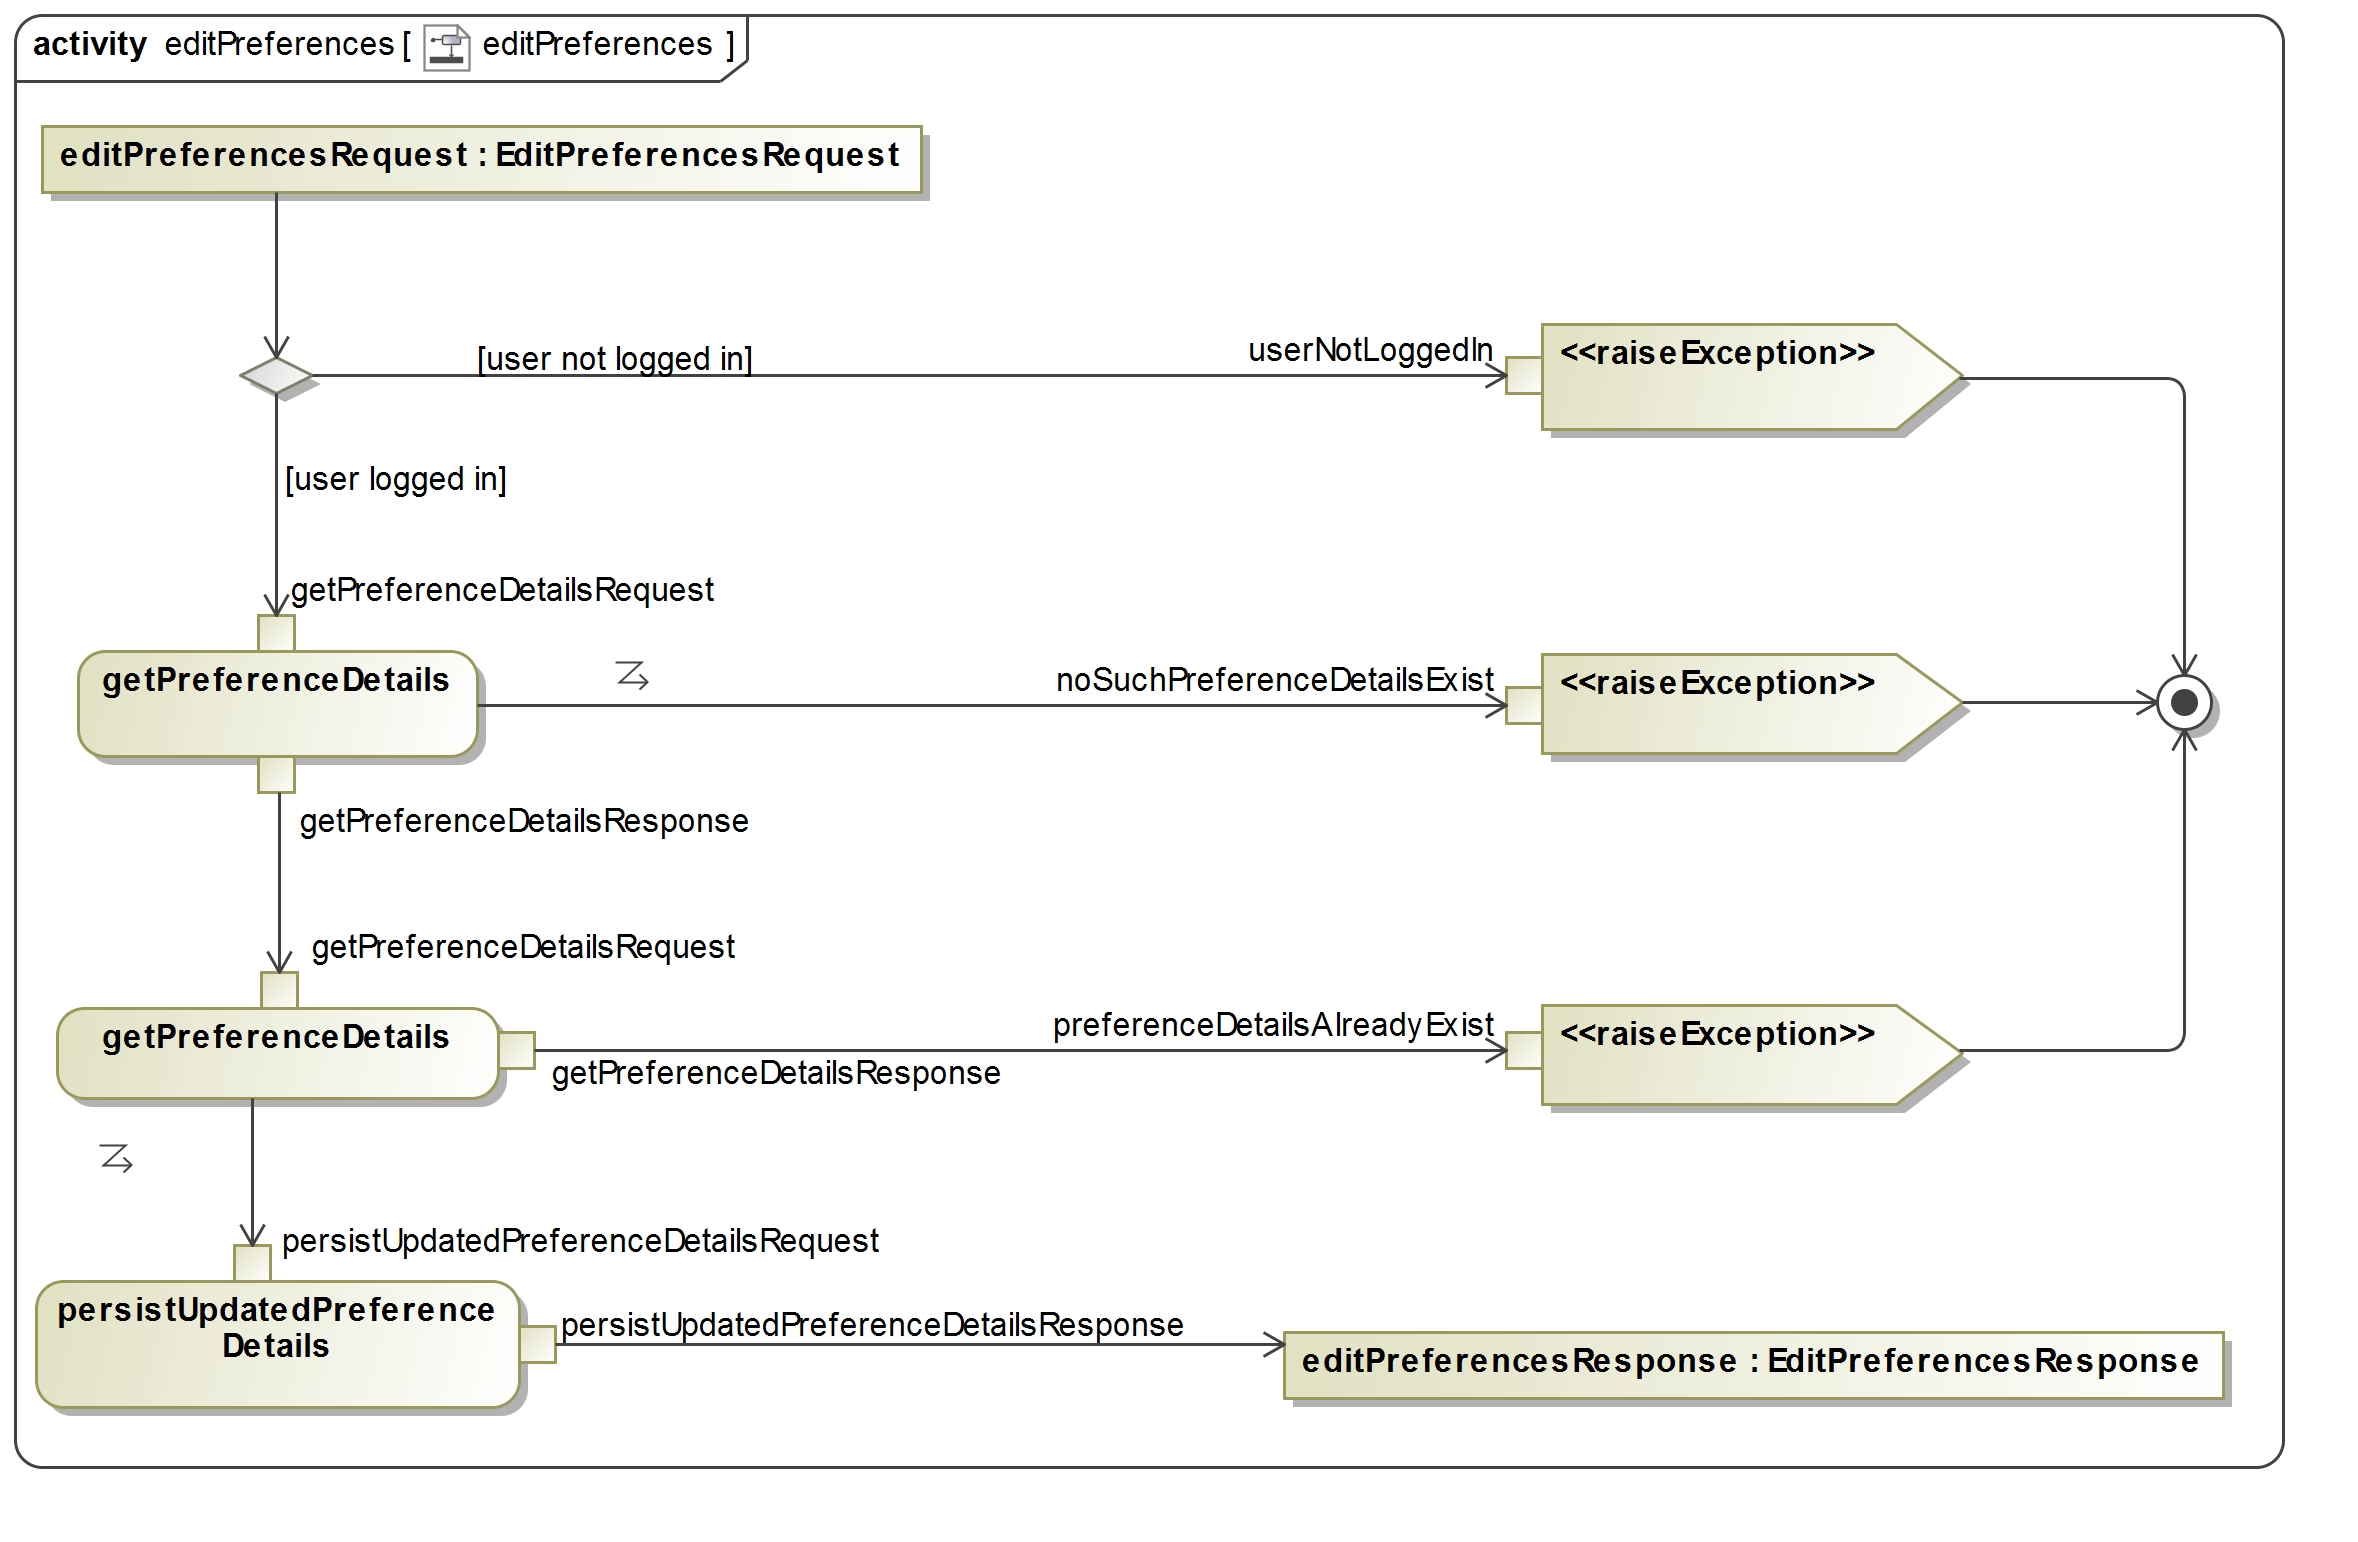 activity editPreferences [ editPreferences ]
editPreferencesRequest : EditPreferencesRequest
[user not logged in]
userNotLoggedIn
<<raiseException>>
[user logged in]
getPreferenceDetailsRequest
getPreferenceDetails
noSuchPreferenceDetailsExist
<<raiseException>>
getPreferenceDetailsResponse
getPreferenceDetailsRequest
getPreferenceDetails
preferenceDetailsAlreadyExist
<<raiseException>>
getPreferenceDetailsResponse
persistUpdatedPreferenceDetailsRequest
persistUpdatedPreference
Details
persistUpdatedPreferenceDetailsResponse
editPreferencesResponse : EditPreferencesResponse